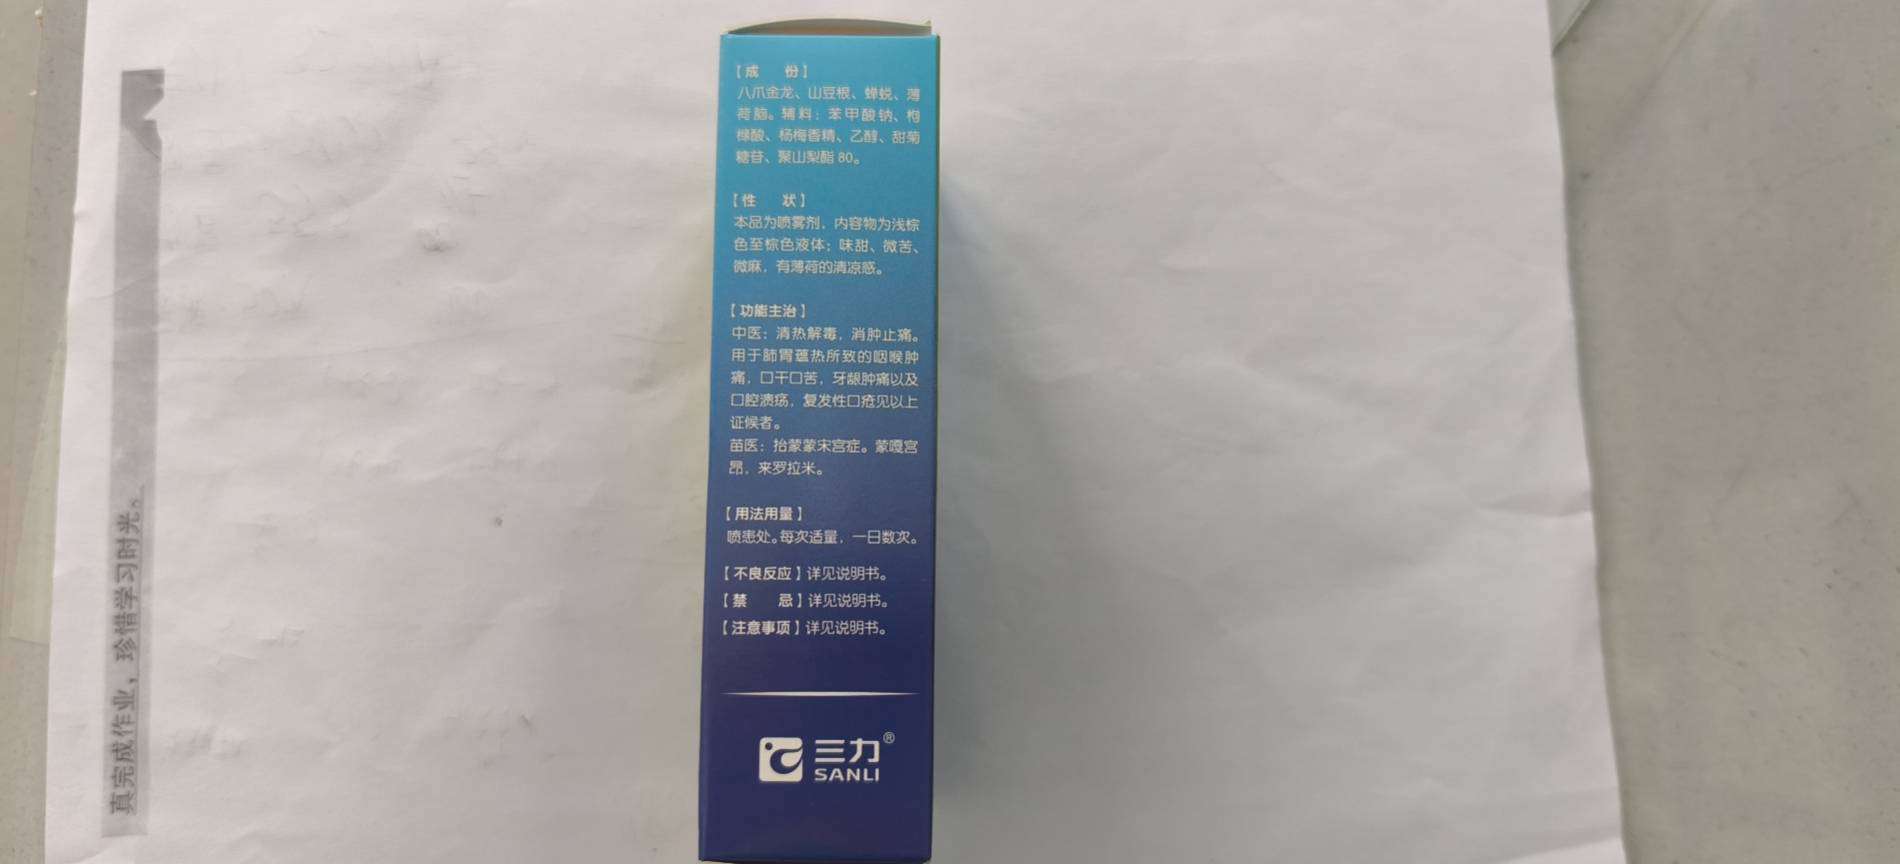 【成 份】
八爪金龙、山豆根、蝉蜕、薄
荷脑。辅料：苯甲酸钠、枸
橼酸、杨梅香精、乙醇、甜菊
糖苷、聚山梨酯80。
【性 状】
本品为喷雾剂，内容物为浅棕
色至棕色液体；味甜、微苦、
微麻，有薄荷的清凉感。
【功能主治】
中医：清热解毒，消肿止痛。
用于肺胃蕴热所致的咽喉肿
痛，口干口苦，牙龈肿痛以及
口腔溃疡，复发性口疮见以上
证候者。
苗医：抬蒙蒙宋宫症。蒙嘎宫
昂，来罗拉米。
【用法用量】
喷患处。每次适量，一日数次。
【不良反应】详见说明书。
【禁 忌】详见说明书。
【注意事项】详见说明书。
三力®
SANLI
真完成作业，珍惜学习时光。